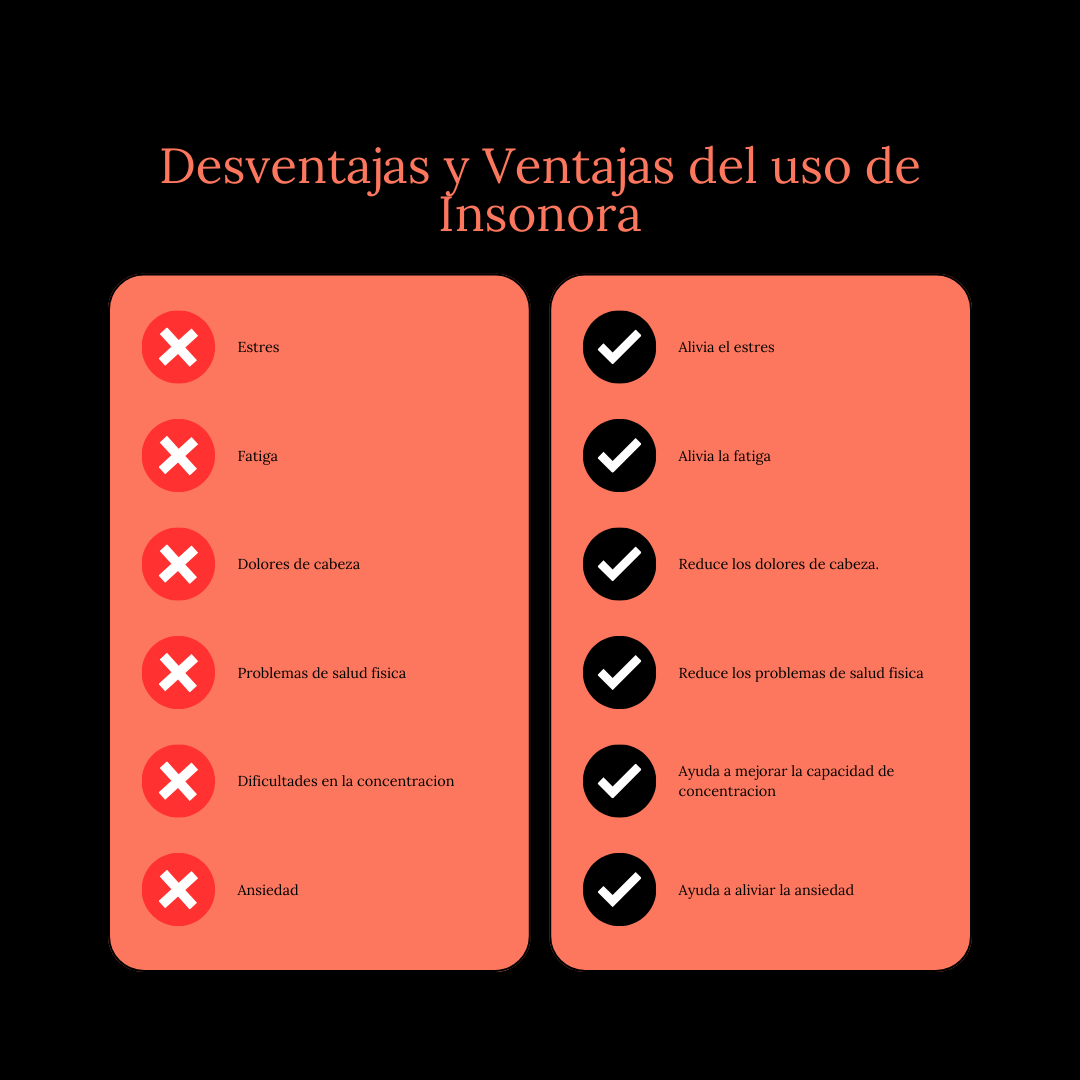 Desventajas y Ventajas del uso de
Insonora
Estres
Fatiga
Dolores de cabeza
Problemas de salud fisica
Dificultades en la concentracion
Ansiedad
Alivia el estres
Alivia la fatiga
Reduce los dolores de cabeza.
Reduce los problemas de salud fisica
Ayuda a mejorar la capacidad de
concentracion
Ayuda a aliviar la ansiedad